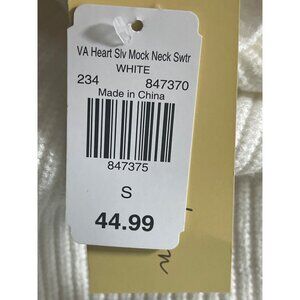 VA Heart Slv Mock Neck Swtr
WHITE
234 847370
Made in China
847375
S
44.99